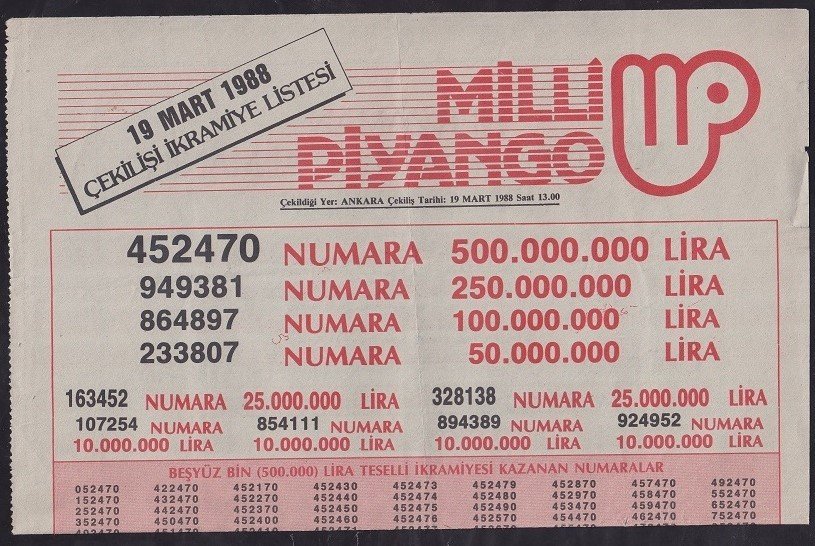 19 MART 1988
ÇEKİLİŞİ İKRAMİYE LİSTESİ
MİLLİ
PİYANGO
Çekildiği Yer: ANKARA Çekiliş Tarihi: 19 MART 1988 Saat 13.00
452470 NUMARA 500.000.000 LİRA
949381 NUMARA 250.000.000 LİRA
864897 NUMARA 100.000.000 LİRA
233807 NUMARA 50.000.000 LİRA
163452 NUMARA 25.000.000 LİRA 328138 NUMARA 25.000.000 LİRA
107254 NUMARA 854111 NUMARA 894389 NUMARA 924952 NUMARA
10.000.000 LİRA 10.000.000 LİRA 10.000.000 LİRA 10.000.000 LİRA
BEŞYÜZ BİN (500.000) LİRA TESELLİ İKRAMİYESİ KAZANAN NUMARALAR
052470 422470 452170 452430 452473 452479 452870 457470 492470
152470 432470 452270 452440 452474 452480 452970 458470 552470
252470 442470 452370 452450 452475 452490 453470 459470 652470
352470 450470 452400 452460 452476 452570 454470 462470 752470